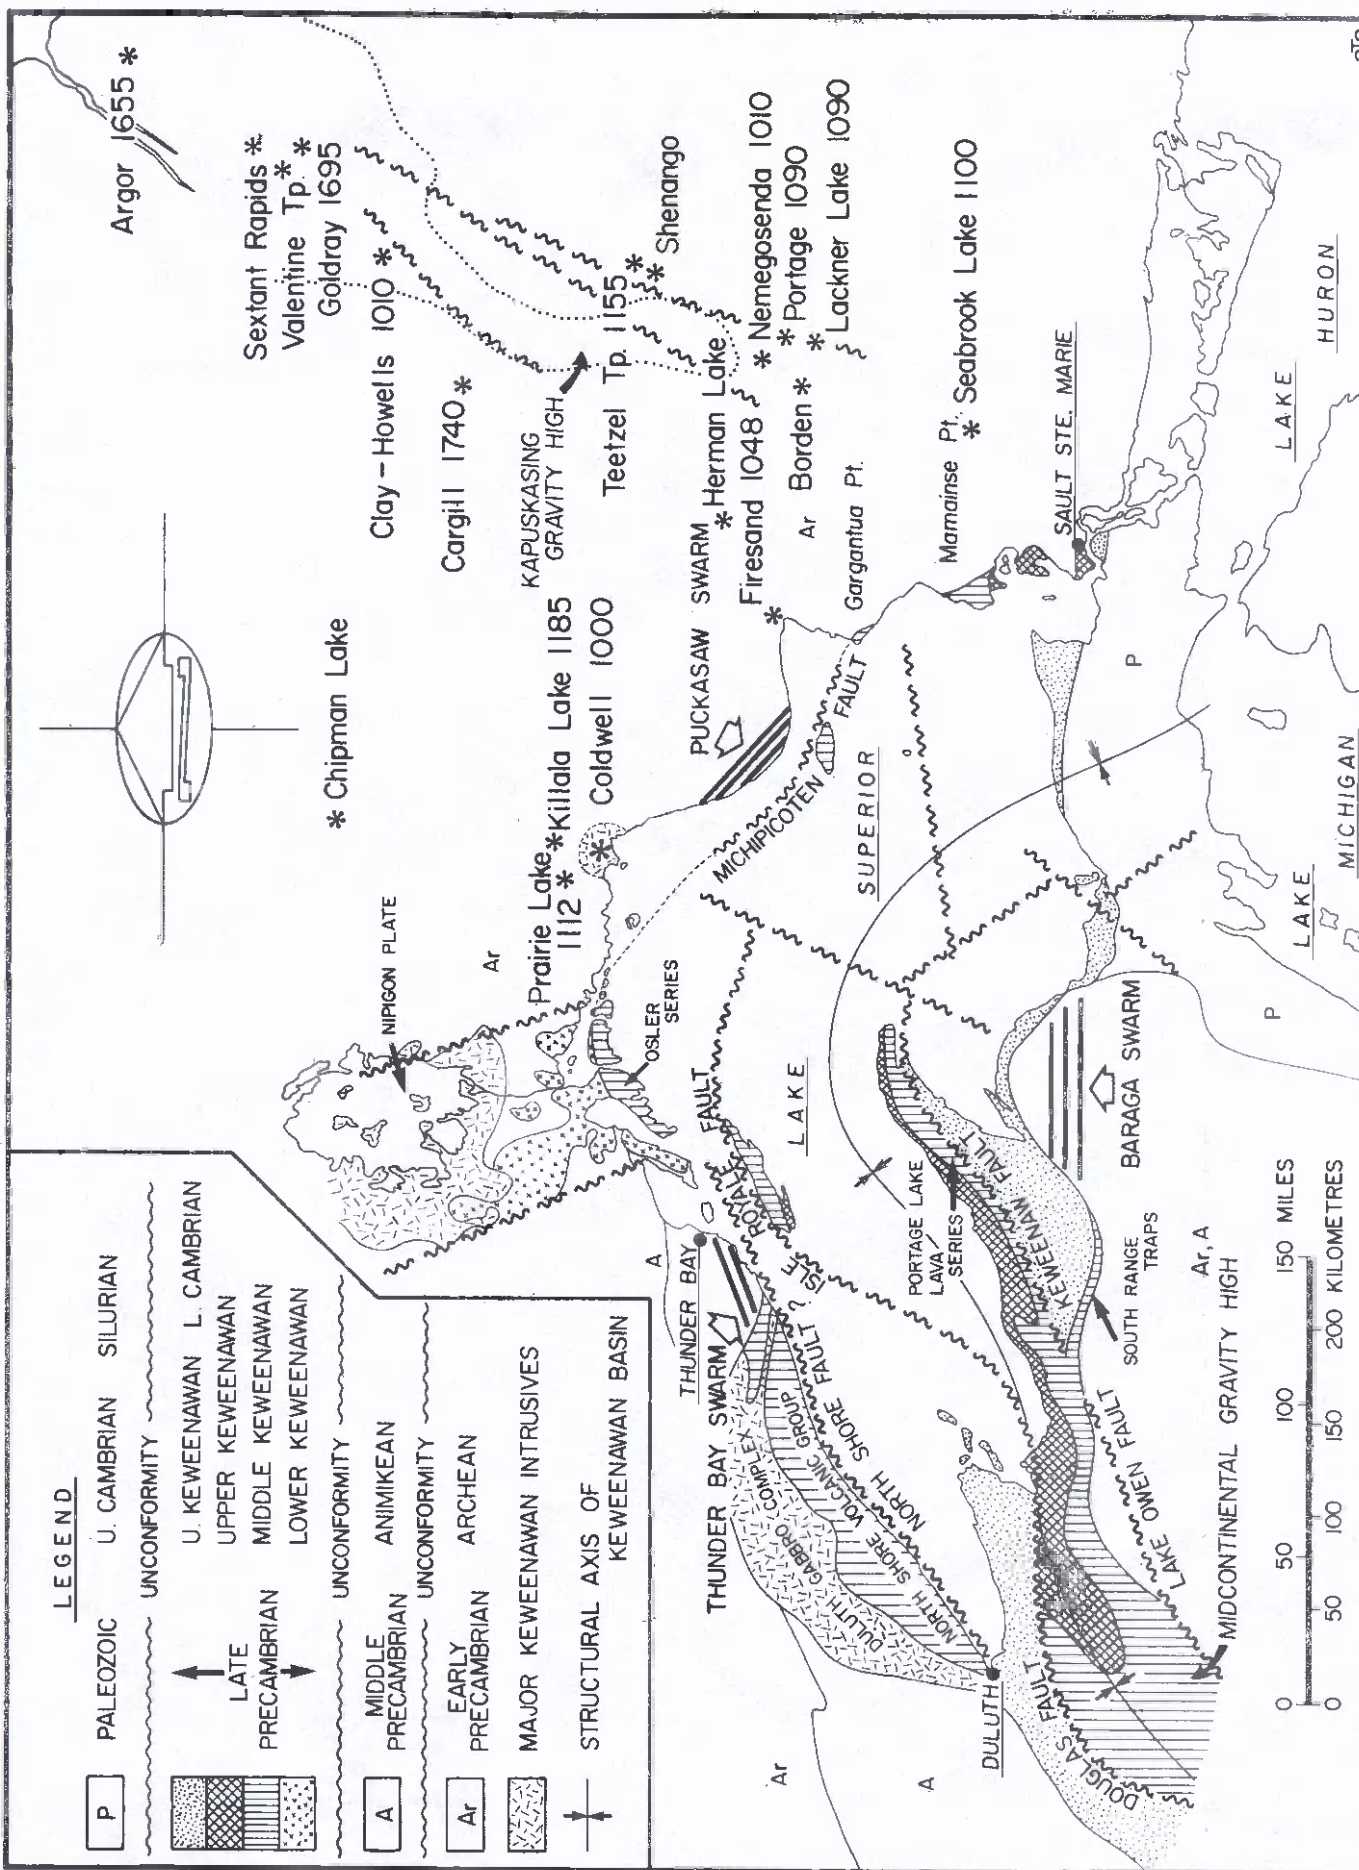 LEGEND
P PALEOZOIC U. CAMBRIAN SILURIAN
UNCONFORMITY
LATE PRECAMBRIAN
U. KEWEENAWAN L. CAMBRIAN
UPPER KEWEENAWAN
MIDDLE KEWEENAWAN
LOWER KEWEENAWAN
UNCONFORMITY
A MIDDLE PRECAMBRIAN ANIMIKEAN
UNCONFORMITY
Ar EARLY PRECAMBRIAN ARCHEAN
MAJOR KEWEENAWAN INTRUSIVES
STRUCTURAL AXIS OF
KEWEENAWAN BASIN
Argor 1655 *
Sextant Rapids *
Valentine Tp *
Goldray 1695 *
Clay-Howells 1010 *
Cargill 1740 *
* Chipman Lake
KAPUSKASING
GRAVITY HIGH
Teetzel Tp. 1155 *
* Shenango
NIPIGON PLATE
Ar
Prairie Lake
1112 *
* Killala Lake 1185
* Coldwell 1000
PUCKASAW SWARM
* Herman Lake
Firesand 1048
*
* Nemegosenda 1010
* Portage 1090
Borden *
* Lackner Lake 1090
Ar
Gargantua Pt.
Mamainse Pt.
* Seabrook Lake 1100
OSLER
SERIES
MICHIPICOTEN FAULT
LAKE SUPERIOR
ISLE ROYALE FAULT
A
THUNDER BAY
THUNDER BAY SWARM
DULUTH GABBRO COMPLEX
NORTH SHORE VOLCANIC GROUP
NORTH SHORE FAULT ?
PORTAGE LAKE
LAVA
SERIES
KEWEENAW FAULT
SOUTH RANGE
TRAPS
BARAGA SWARM
SAULT STE. MARIE
P
P
LAKE HURON
LAKE MICHIGAN
Ar
A
DULUTH
DOUGLAS FAULT
LAKE OWEN FAULT
Ar, A
MIDCONTINENTAL GRAVITY HIGH
0 50 100 150 MILES
0 50 100 150 200 KILOMETRES